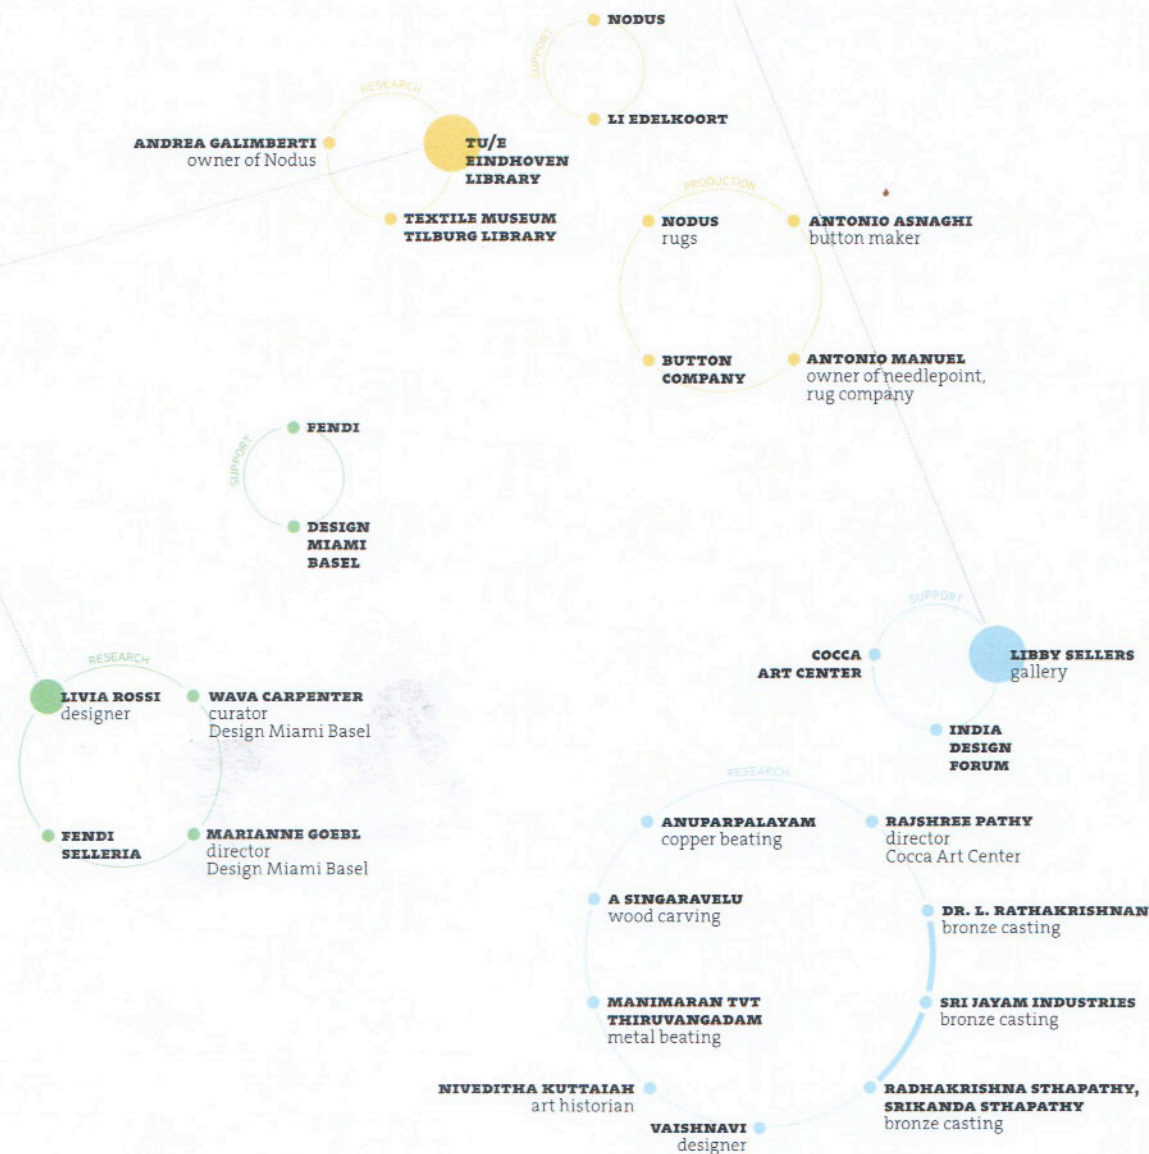 SUPPORT
NODUS
LI EDELKOORT
RESEARCH
ANDREA GALIMBERTI
owner of Nodus
TU/E
EINDHOVEN
LIBRARY
TEXTILE MUSEUM
TILBURG LIBRARY
PRODUCTION
NODUS
rugs
ANTONIO ASNAGHI
button maker
BUTTON
COMPANY
ANTONIO MANUEL
owner of needlepoint,
rug company
SUPPORT
FENDI
DESIGN
MIAMI
BASEL
RESEARCH
LIVIA ROSSI
designer
WAVA CARPENTER
curator
Design Miami Basel
FENDI
SELLERIA
MARIANNE GOEBL
director
Design Miami Basel
SUPPORT
COCCA
ART CENTER
LIBBY SELLERS
gallery
INDIA
DESIGN
FORUM
RESEARCH
ANUPARPALAYAM
copper beating
RAJSHREE PATHY
director
Cocca Art Center
A SINGARAVELU
wood carving
DR. L. RATHAKRISHNAN
bronze casting
MANIMARAN TVT
THIRUVANGADAM
metal beating
SRI JAYAM INDUSTRIES
bronze casting
NIVEDITHA KUTTAIAH
art historian
RADHAKRISHNA STHAPATHY,
SRIKANDA STHAPATHY
bronze casting
VAISHNAVI
designer